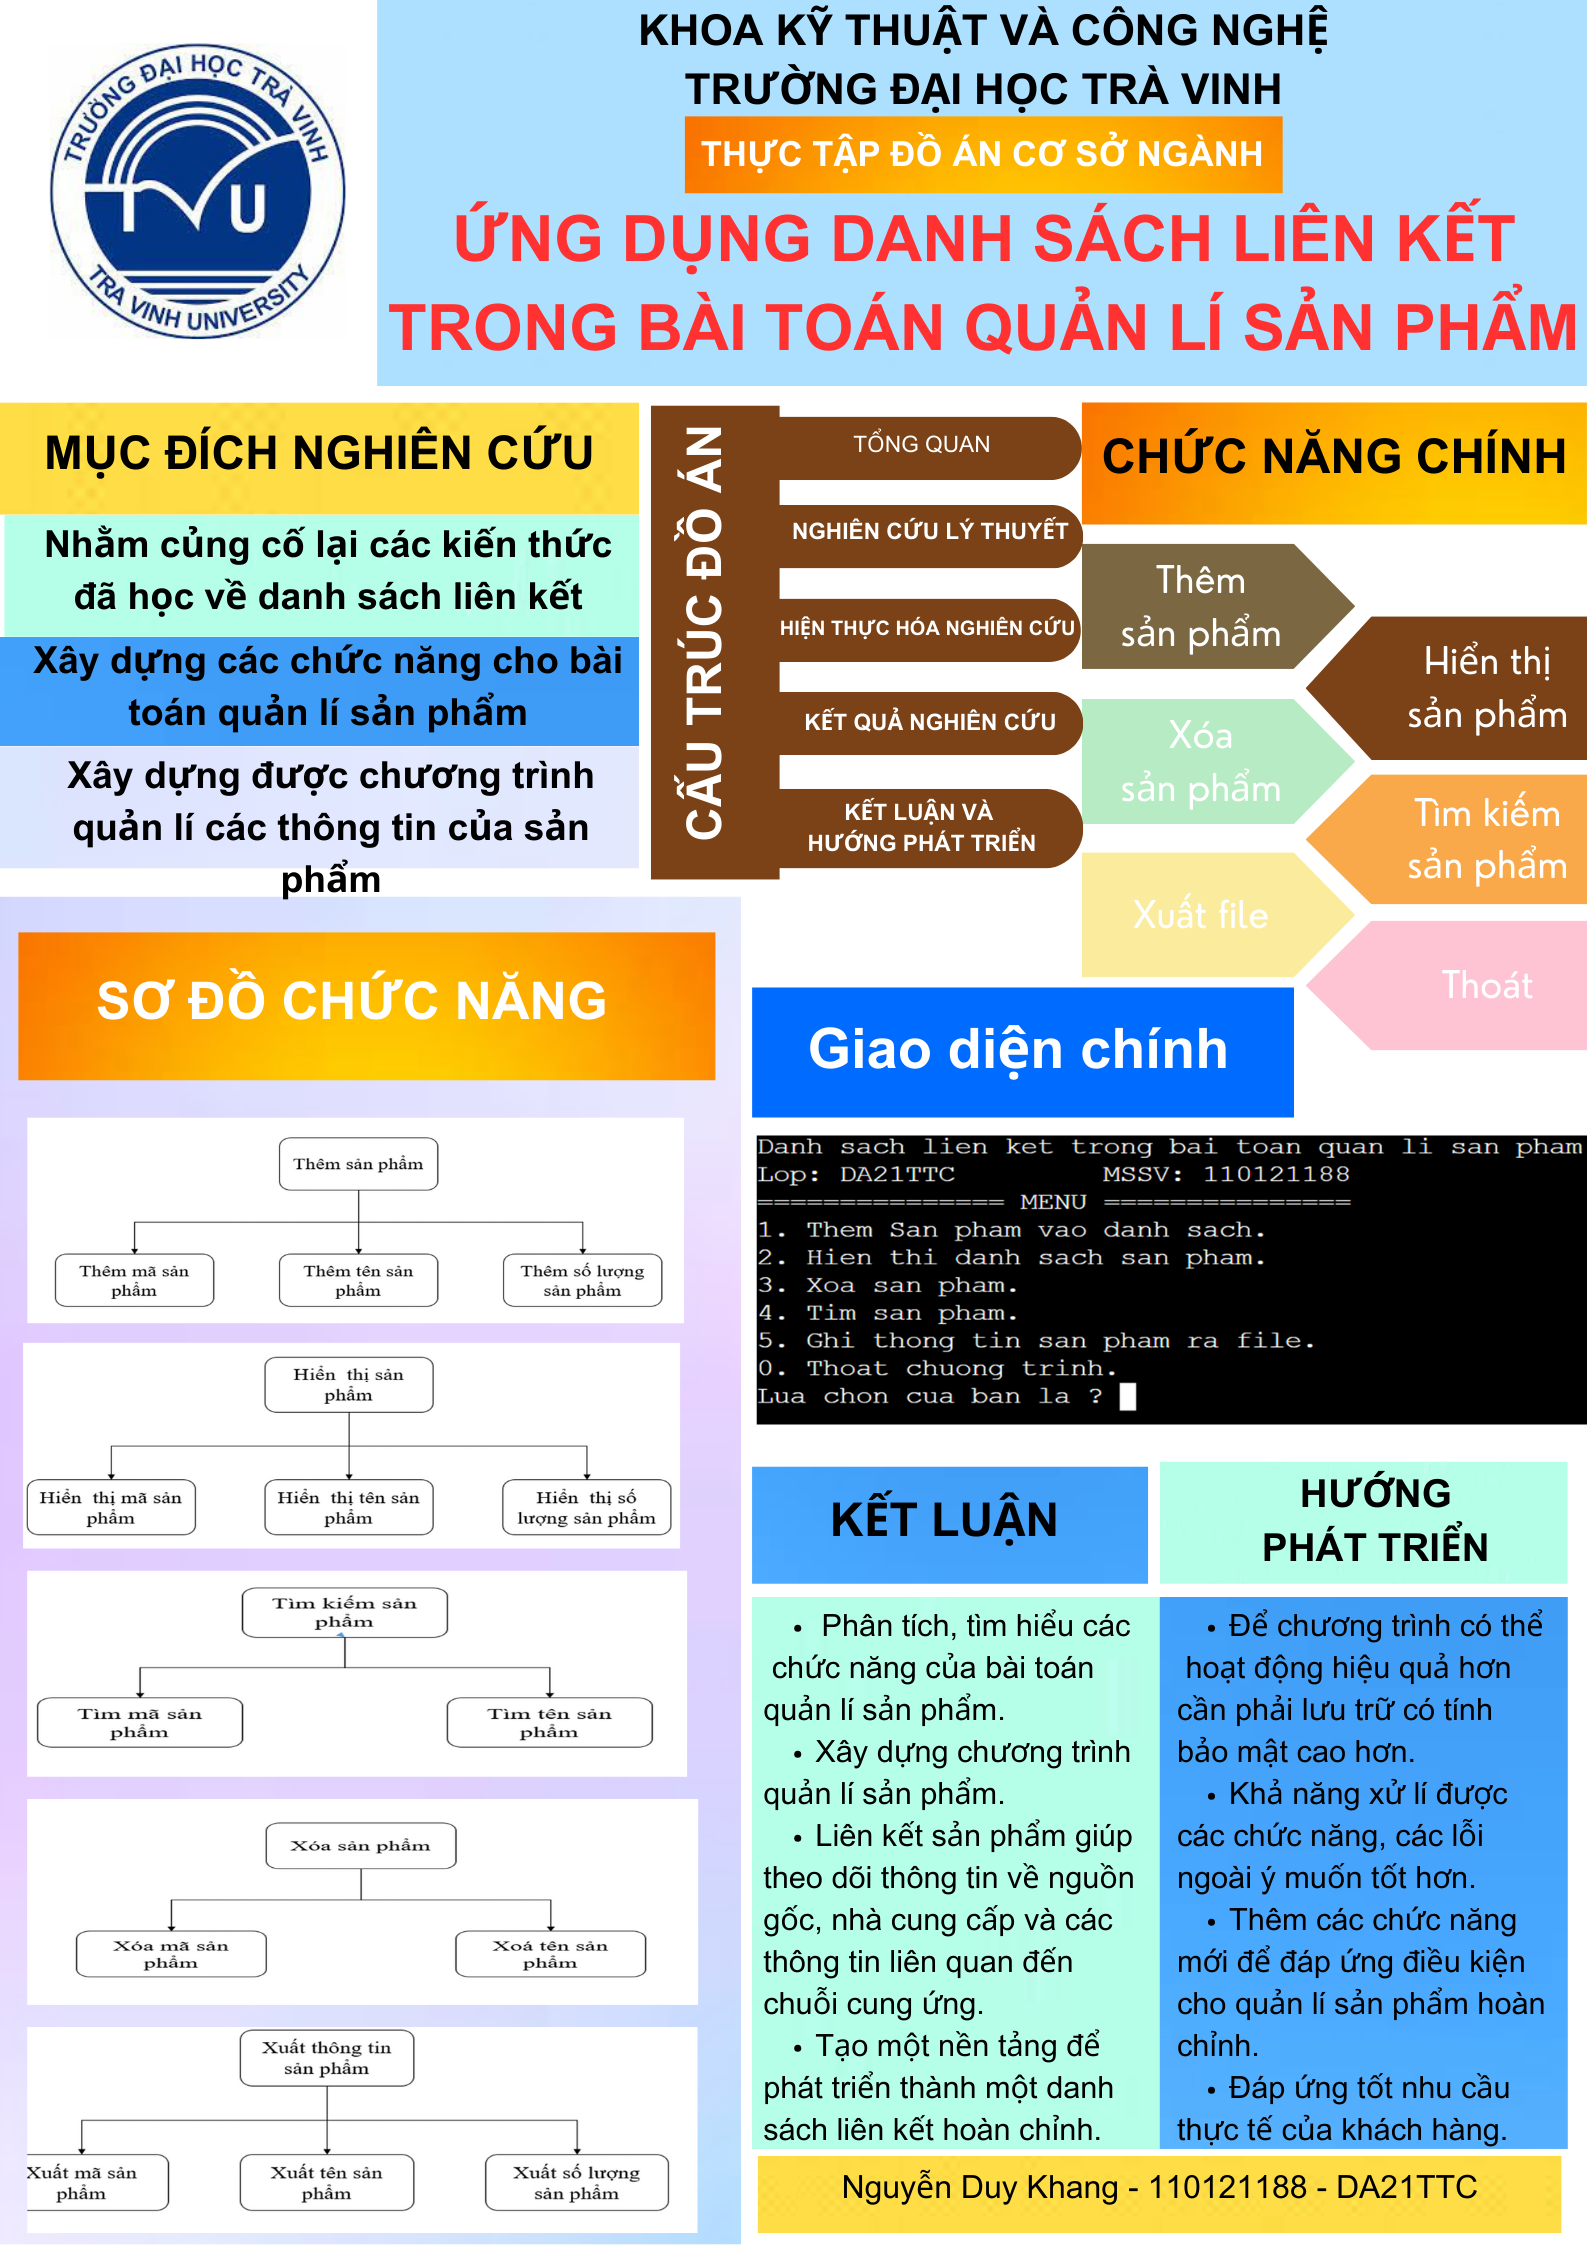 TRƯỜNG ĐẠI HỌC TRÀ VINH
TVU
TRA VINH UNIVERSITY
KHOA KỸ THUẬT VÀ CÔNG NGHỆ
TRƯỜNG ĐẠI HỌC TRÀ VINH
THỰC TẬP ĐỒ ÁN CƠ SỞ NGÀNH
ỨNG DỤNG DANH SÁCH LIÊN KẾT
TRONG BÀI TOÁN QUẢN LÍ SẢN PHẨM
MỤC ĐÍCH NGHIÊN CỨU
Nhằm củng cố lại các kiến thức
đã học về danh sách liên kết
Xây dựng các chức năng cho bài
toán quản lí sản phẩm
Xây dựng được chương trình
quản lí các thông tin của sản
phẩm
CẤU TRÚC ĐỒ ÁN
TỔNG QUAN
NGHIÊN CỨU LÝ THUYẾT
HIỆN THỰC HÓA NGHIÊN CỨU
KẾT QUẢ NGHIÊN CỨU
KẾT LUẬN VÀ
HƯỚNG PHÁT TRIỂN
CHỨC NĂNG CHÍNH
Thêm
sản phẩm
Hiển thị
sản phẩm
Xóa
sản phẩm
Tìm kiếm
sản phẩm
Xuất file
Thoát
SƠ ĐỒ CHỨC NĂNG
Thêm sản phẩm
Thêm mã sản
phẩm
Thêm tên sản
phẩm
Thêm số lượng
sản phẩm
Hiển thị sản
phẩm
Hiển thị mã sản
phẩm
Hiển thị tên sản
phẩm
Hiển thị số
lượng sản phẩm
Tìm kiếm sản
phẩm
Tìm mã sản
phẩm
Tìm tên sản
phẩm
Xóa sản phẩm
Xóa mã sản
phẩm
Xoá tên sản
phẩm
Xuất thông tin
sản phẩm
Xuất mã sản
phẩm
Xuất tên sản
phẩm
Xuất số lượng
sản phẩm
Giao diện chính
Danh sach lien ket trong bai toan quan li san pham
Lop: DA21TTC MSSV: 110121188
=============== MENU ===============
1. Them San pham vao danh sach.
2. Hien thi danh sach san pham.
3. Xoa san pham.
4. Tim san pham.
5. Ghi thong tin san pham ra file.
0. Thoat chuong trinh.
Lua chon cua ban la ?
KẾT LUẬN
• Phân tích, tìm hiểu các
chức năng của bài toán
quản lí sản phẩm.
• Xây dựng chương trình
quản lí sản phẩm.
• Liên kết sản phẩm giúp
theo dõi thông tin về nguồn
gốc, nhà cung cấp và các
thông tin liên quan đến
chuỗi cung ứng.
• Tạo một nền tảng để
phát triển thành một danh
sách liên kết hoàn chỉnh.
HƯỚNG
PHÁT TRIỂN
• Để chương trình có thể
hoạt động hiệu quả hơn
cần phải lưu trữ có tính
bảo mật cao hơn.
• Khả năng xử lí được
các chức năng, các lỗi
ngoài ý muốn tốt hơn.
• Thêm các chức năng
mới để đáp ứng điều kiện
cho quản lí sản phẩm hoàn
chỉnh.
• Đáp ứng tốt nhu cầu
thực tế của khách hàng.
Nguyễn Duy Khang - 110121188 - DA21TTC